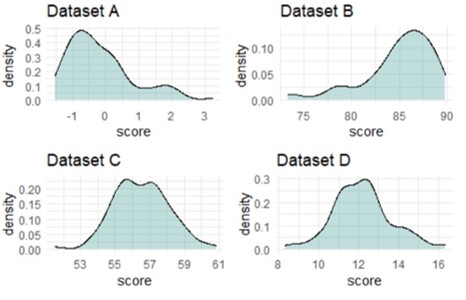 Dataset A
0.5
0.4
0.3
0.2
0.1
0.0
density
-1 0 1 2 3
score
Dataset B
0.10
0.05
0.00
density
75 80 85 90
score
Dataset C
0.20
0.15
0.10
0.05
0.00
density
53 55 57 59 61
score
Dataset D
0.3
0.2
0.1
0.0
density
8 10 12 14 16
score